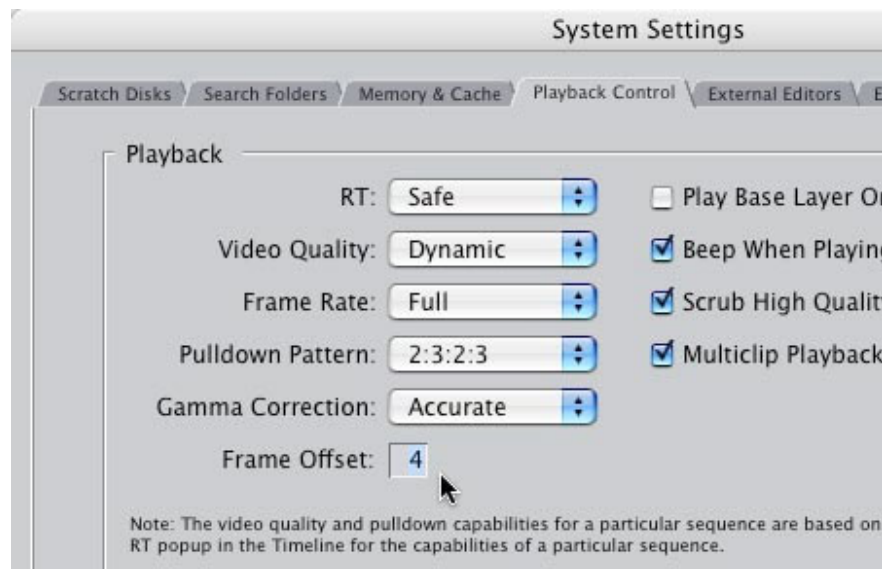 System Settings
Scratch Disks Search Folders Memory & Cache Playback Control External Editors E
Playback
RT: Safe
Play Base Layer
Video Quality: Dynamic
Beep When Playing
Frame Rate: Full
Scrub High
Pulldown Pattern: 2:3:2:3
Multiclip Playback
Gamma Correction: Accurate
Frame Offset: 4
Note: The video quality and pulldown capabilities for a particular sequence are based on
RT popup in the Timeline for the capabilities of a particular sequence.